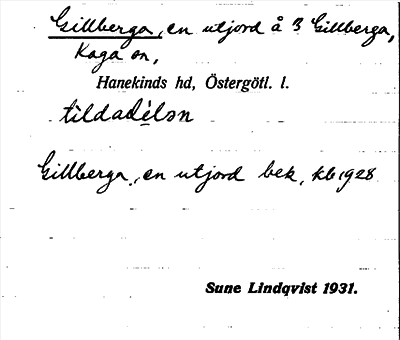 Gillberga, en utjord å 3 Gillberga,
Kaga sn,
Hanekinds hd, Östergötl. l.
Gillberga, en utjord bek, kb 1928
Sune Lindqvist 1931.